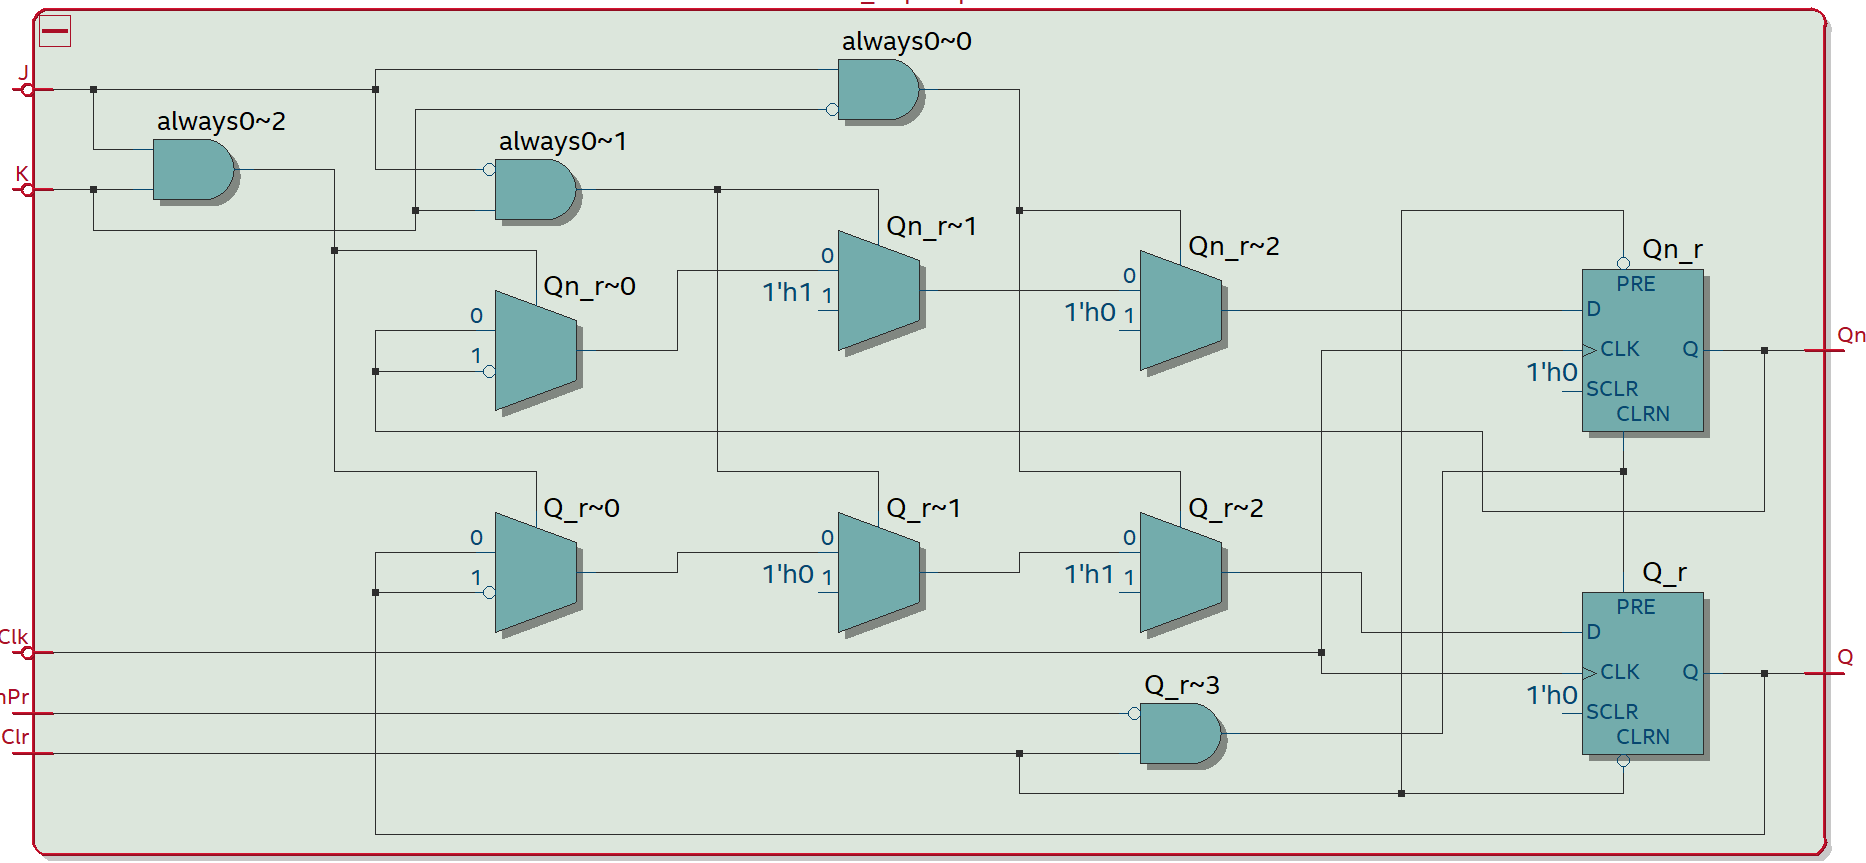 always0~0
J
always0~2
always0~1
K
Qn_r~1
Qn_r~2
Qn_r
0
0
PRE
Qn_r~0
1'h1 1
1'h0 1
D
0
Qn
1
CLK Q
1'h0
SCLR
CLRN
Q_r~0
Q_r~1
Q_r~2
0
0
0
Q_r
1
1'h0 1
1'h1 1
PRE
D
Clk
Q
CLK Q
Q_r~3
1'h0
nPr
SCLR
Clr
CLRN